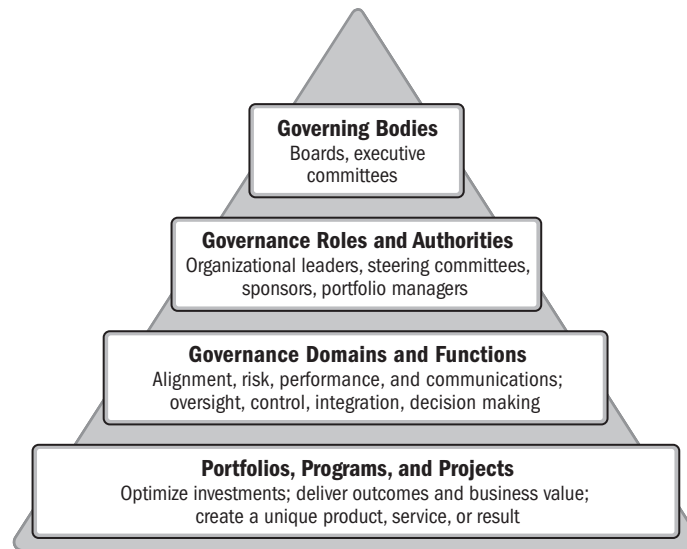 Governing Bodies
Boards, executive
committees
Governance Roles and Authorities
Organizational leaders, steering committees,
sponsors, portfolio managers
Governance Domains and Functions
Alignment, risk, performance, and communications;
oversight, control, integration, decision making
Portfolios, Programs, and Projects
Optimize investments; deliver outcomes and business value;
create a unique product, service, or result